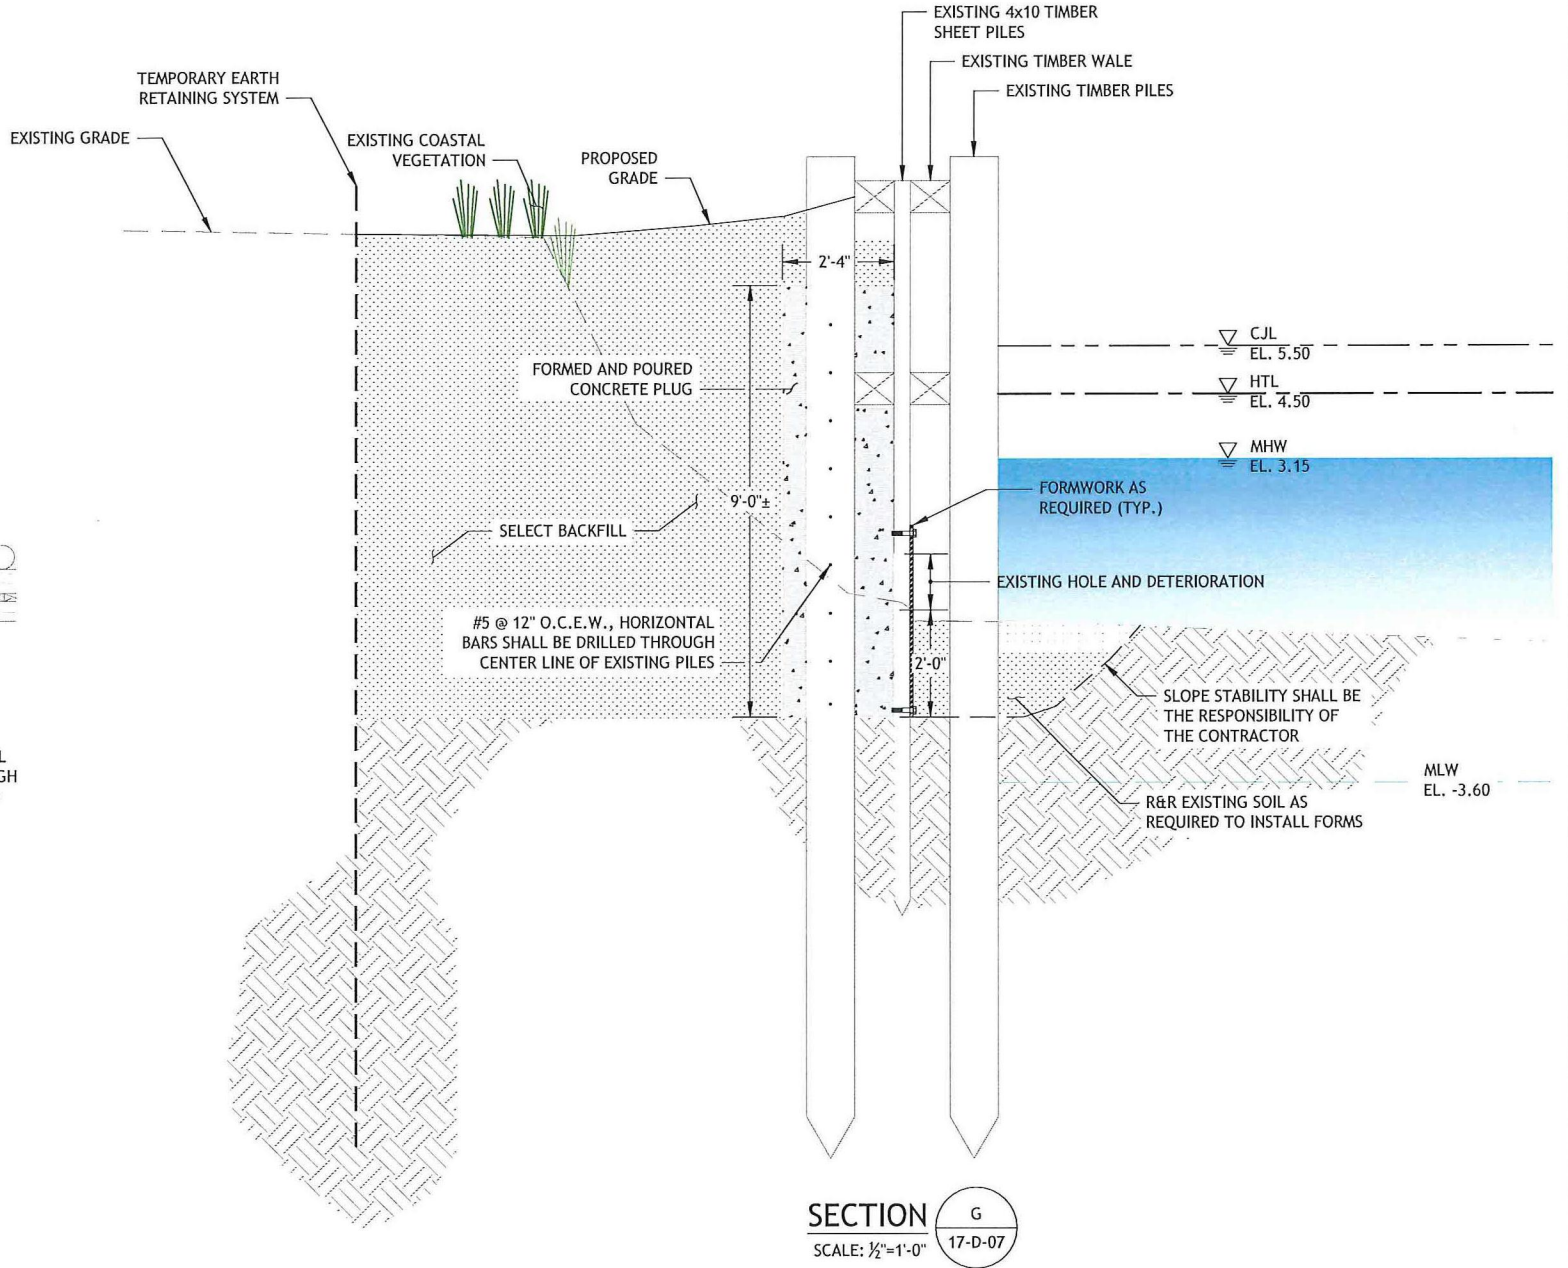 EXISTING 4x10 TIMBER
SHEET PILES
EXISTING TIMBER WALE
EXISTING TIMBER PILES
TEMPORARY EARTH
RETAINING SYSTEM
EXISTING GRADE
EXISTING COASTAL
VEGETATION
PROPOSED
GRADE
2'-4"
CJL
EL. 5.50
FORMED AND POURED
CONCRETE PLUG
HTL
EL. 4.50
MHW
EL. 3.15
9'-0"±
FORMWORK AS
REQUIRED (TYP.)
SELECT BACKFILL
EXISTING HOLE AND DETERIORATION
#5 @ 12" O.C.E.W., HORIZONTAL
BARS SHALL BE DRILLED THROUGH
CENTER LINE OF EXISTING PILES
2'-0"
SLOPE STABILITY SHALL BE
THE RESPONSIBILITY OF
THE CONTRACTOR
L
GH
MLW
EL. -3.60
R&R EXISTING SOIL AS
REQUIRED TO INSTALL FORMS
SECTION
G
17-D-07
SCALE: ½"=1'-0"